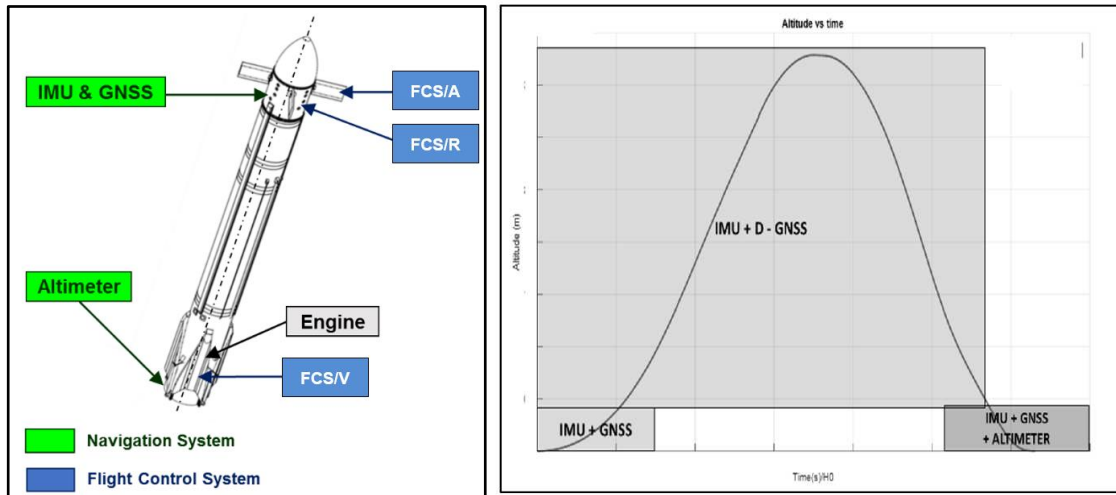 IMU & GNSS
FCS/A
FCS/R
Altimeter
Engine
FCS/V
Navigation System
Flight Control System
Altitude vs time
Altitude (m)
IMU + D - GNSS
IMU + GNSS
IMU + GNSS
+ ALTIMETER
Time(s)/H0